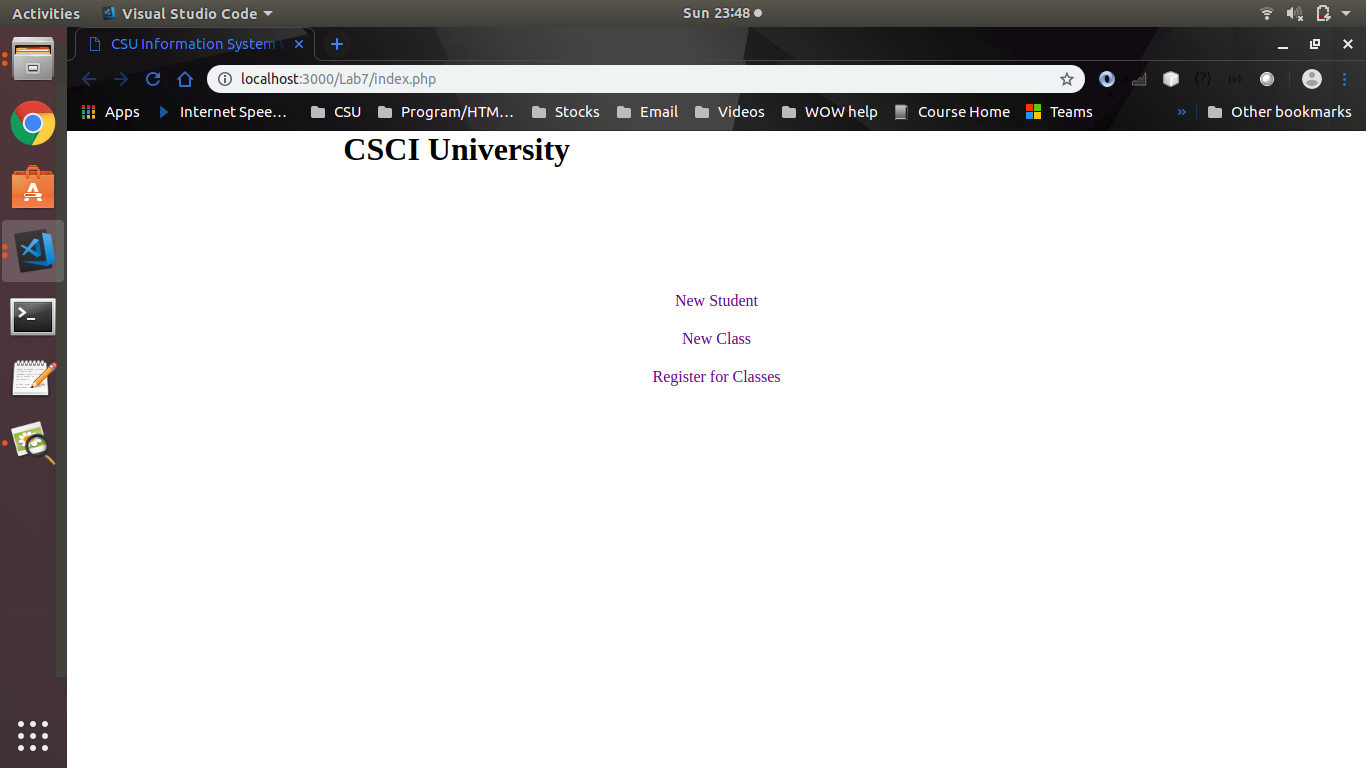 Activities Visual Studio Code Sun 23:48
CSU Information System
localhost:3000/Lab7/index.php
Apps Internet Spee… CSU Program/HTM… Stocks Email Videos WOW help Course Home Teams » Other bookmarks
CSCI University
New Student
New Class
Register for Classes